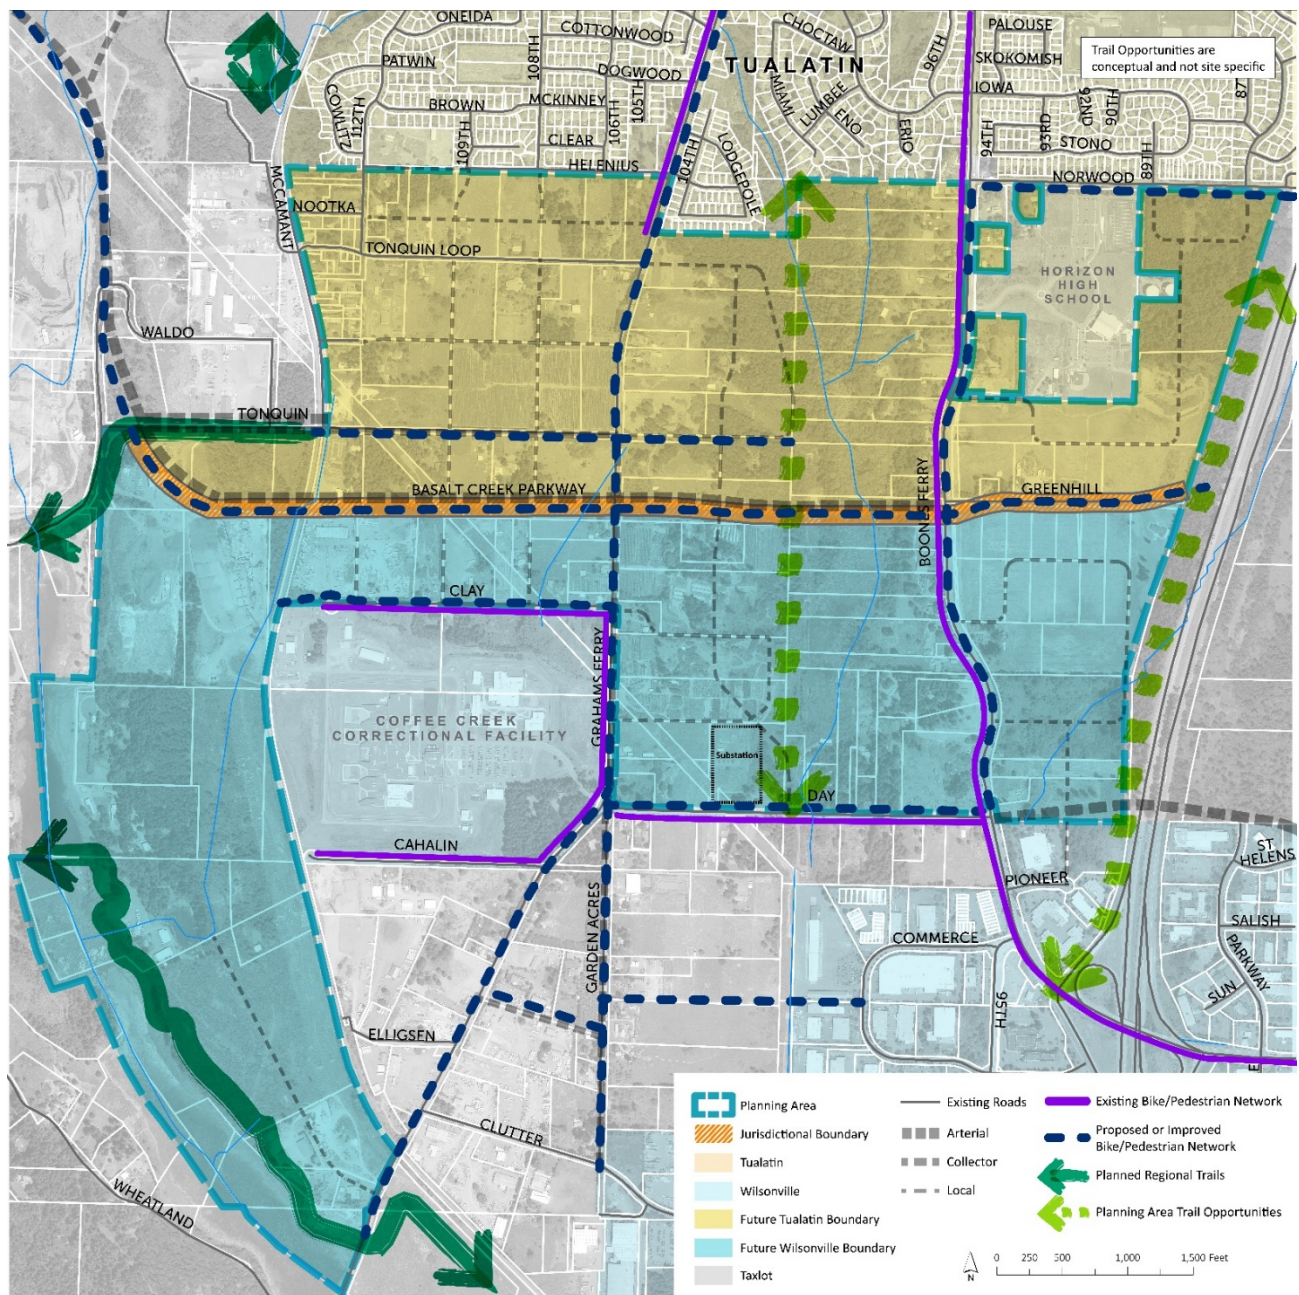 ONEIDA
COTTONWOOD
CHOCTAW
96TH
PALOUSE
SKOKOMISH
IOWA
Trail Opportunities are
conceptual and not site specific
87TH
PATWIN
108TH
DOGWOOD
TUALATIN
MIAMI
LUMBEE
ENO
ERIO
92ND
90TH
COWLITZ
112TH
BROWN
MCKINNEY
106TH
105TH
109TH
CLEAR
HELENIUS
104TH
LODGEPOLE
94TH
93RD
STONO
89TH
NORWOOD
MCCAMANT
NOOTKA
TONQUIN LOOP
HORIZON
HIGH
SCHOOL
WALDO
TONQUIN
BASALT CREEK PARKWAY
BOONES FERRY
GREENHILL
CLAY
GRAHAMS FERRY
COFFEE CREEK
CORRECTIONAL FACILITY
Substation
DAY
CAHALIN
PIONEER
ST
HELENS
GARDEN ACRES
COMMERCE
95TH
SALISH
PARKWAY
SUN
ELLIGSEN
CLUTTER
WHEATLAND
Planning Area
Jurisdictional Boundary
Tualatin
Wilsonville
Future Tualatin Boundary
Future Wilsonville Boundary
Taxlot
Existing Roads
Arterial
Collector
Local
Existing Bike/Pedestrian Network
Proposed or Improved
Bike/Pedestrian Network
Planned Regional Trails
Planning Area Trail Opportunities
N
0 250 500 1,000 1,500 Feet